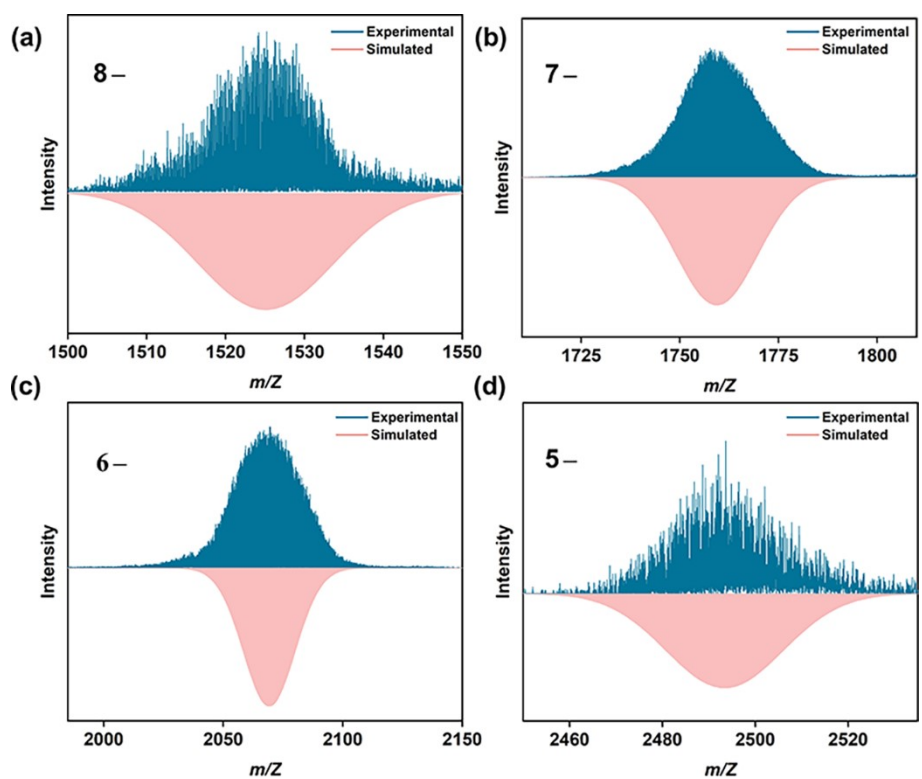 (a)
8–
Experimental
Simulated
Intensity
1500 1510 1520 1530 1540 1550
m/Z
(b)
7–
Experimental
Simulated
Intensity
1725 1750 1775 1800
m/Z
(c)
6–
Experimental
Simulated
Intensity
2000 2050 2100 2150
m/Z
(d)
5–
Experimental
Simulated
Intensity
2460 2480 2500 2520
m/Z